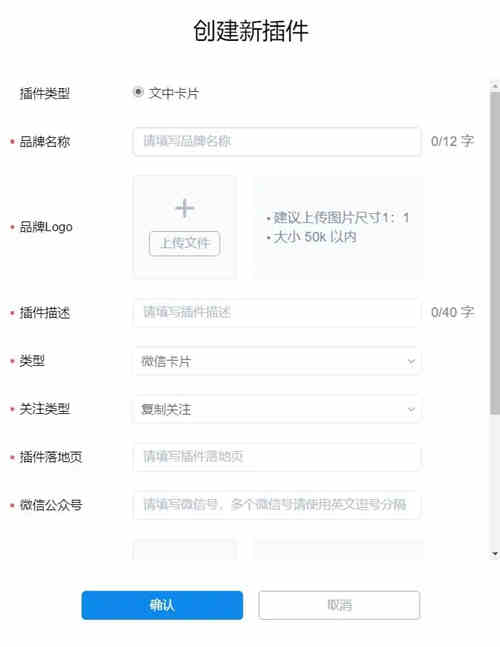 创建新插件
插件类型 文中卡片
* 品牌名称 请填写品牌名称 0/12 字
* 品牌Logo 上传文件
• 建议上传图片尺寸1：1
• 大小 50k 以内
* 插件描述 请填写插件描述 0/40 字
* 类型 微信卡片
* 关注类型 复制关注
* 插件落地页 请填写插件落地页
* 微信公众号 请填写微信号，多个微信号请使用英文逗号分隔
确认 取消